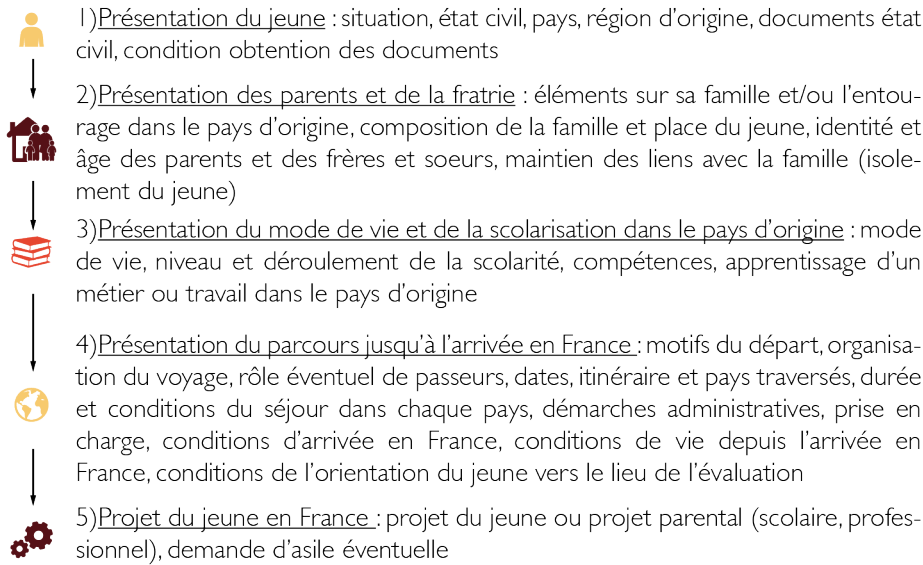 1)Présentation du jeune : situation, état civil, pays, région d'origine, documents état
civil, condition obtention des documents
2)Présentation des parents et de la fratrie : éléments sur sa famille et/ou l'entou-
rage dans le pays d'origine, composition de la famille et place du jeune, identité et
âge des parents et des frères et soeurs, maintien des liens avec la famille (isole-
ment du jeune)
3)Présentation du mode de vie et de la scolarisation dans le pays d'origine : mode
de vie, niveau et déroulement de la scolarité, compétences, apprentissage d'un
métier ou travail dans le pays d'origine
4)Présentation du parcours jusqu'à l'arrivée en France : motifs du départ, organisa-
tion du voyage, rôle éventuel de passeurs, dates, itinéraire et pays traversés, durée
et conditions du séjour dans chaque pays, démarches administratives, prise en
charge, conditions d'arrivée en France, conditions de vie depuis l'arrivée en
France, conditions de l'orientation du jeune vers le lieu de l'évaluation
5)Projet du jeune en France : projet du jeune ou projet parental (scolaire, profes-
sionnel), demande d'asile éventuelle